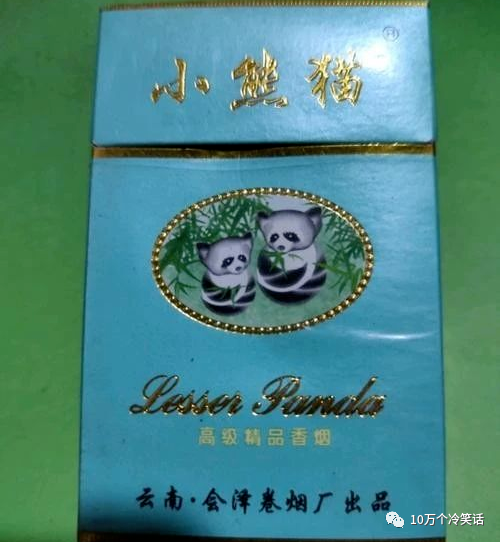 小熊猫®
Lesser Panda
高级精品香烟
云南·会泽卷烟厂出品
10万个冷笑话